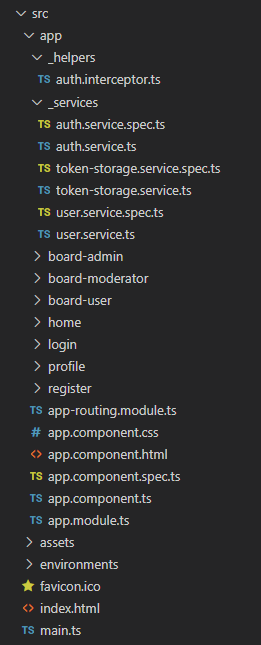 src
app
_helpers
TS auth.interceptor.ts
_services
TS auth.service.spec.ts
TS auth.service.ts
TS token-storage.service.spec.ts
TS token-storage.service.ts
TS user.service.spec.ts
TS user.service.ts
board-admin
board-moderator
board-user
home
login
profile
register
TS app-routing.module.ts
# app.component.css
<> app.component.html
TS app.component.spec.ts
TS app.component.ts
TS app.module.ts
assets
environments
favicon.ico
<> index.html
TS main.ts